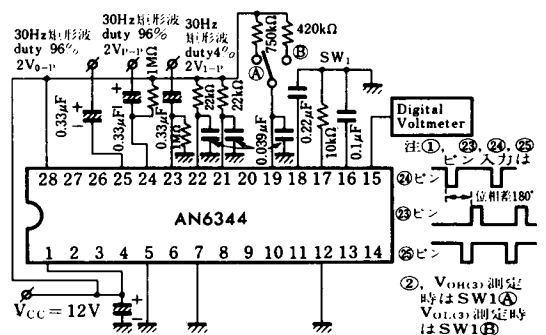 30Hz矩形波
duty 96%
2V0-P
30Hz矩形波
duty 96%
2VP-P
30Hz
矩形波
duty4%
2V1-P
1MΩ
750kΩ
420kΩ
Ⓐ
Ⓑ
SW1
0.33μF
0.33μF
0.33μF
1MΩ
22kΩ
22kΩ
0.039μF
0.22μF
10kΩ
0.1μF
Digital
Voltmeter
28 27 26 25 24 23 22 21 20 19 18 17 16 15
AN6344
1 2 3 4 5 6 7 8 9 10 11 12 13 14
VCC=12V
注①, ㉓, ㉔, ㉕
ピン入力は
㉔ピン
位相差180°
㉓ピン
㉕ピン
②, VOH(3)測定
時はSW1Ⓐ
VOL(3)測定時
はSW1Ⓑ